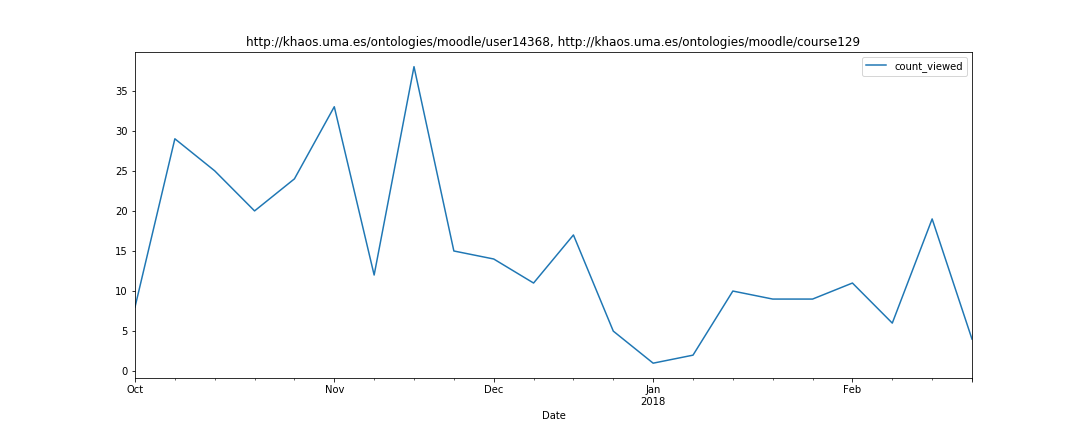 http://khaos.uma.es/ontologies/moodle/user14368, http://khaos.uma.es/ontologies/moodle/course129
count_viewed
35
30
25
20
15
10
5
0
Oct Nov Dec Jan Feb
2018
Date